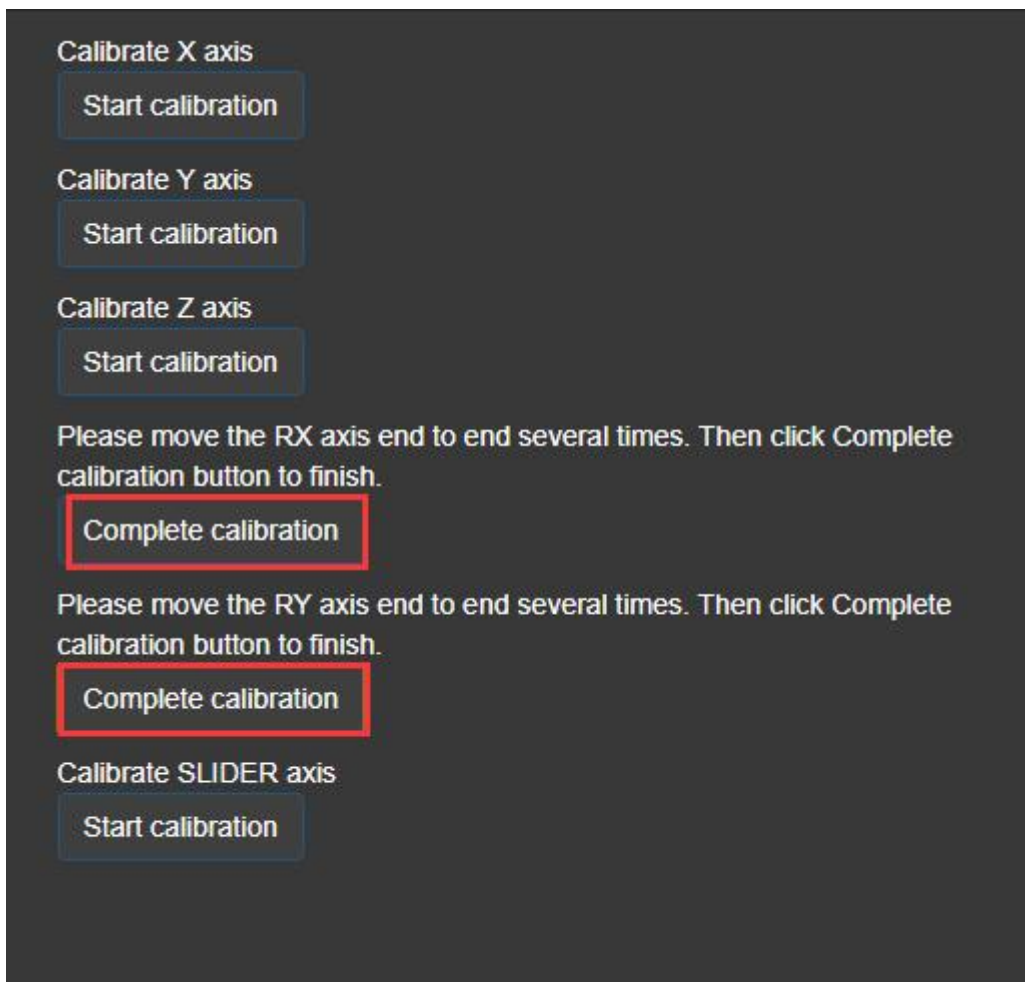 Calibrate X axis
Start calibration
Calibrate Y axis
Start calibration
Calibrate Z axis
Start calibration
Please move the RX axis end to end several times. Then click Complete
calibration button to finish.
Complete calibration
Please move the RY axis end to end several times. Then click Complete
calibration button to finish.
Complete calibration
Calibrate SLIDER axis
Start calibration